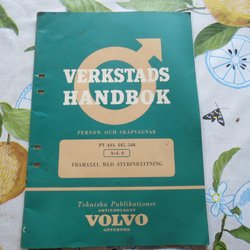 VERKSTADS
HANDBOK
PERSON- OCH SKÅPVAGNAR
PV 444, 445, 544
Avd. 6
FRAMAXEL MED STYRINRÄTTNING
Tekniska Publikationer
AKTIEBOLAGET
VOLVO
GÖTEBORG